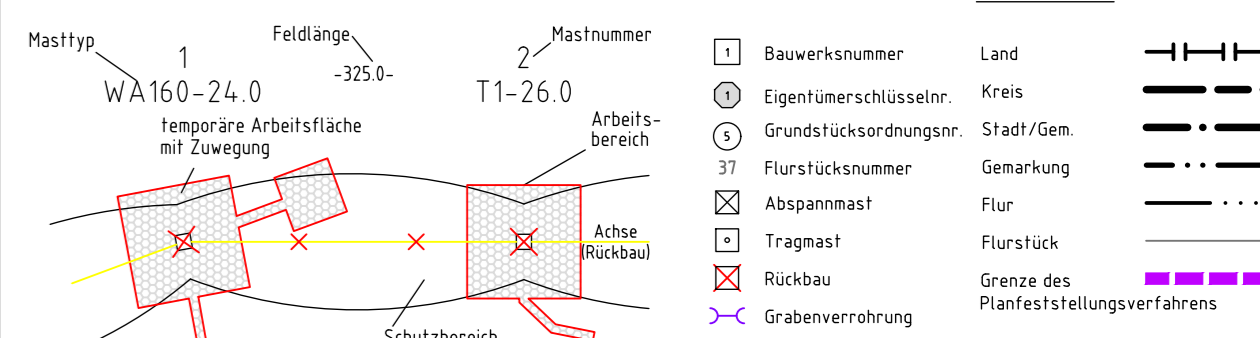 Masttyp
Feldlänge
Mastnummer
1
-325.0-
2
WA160-24.0
T1-26.0
temporäre Arbeitsfläche
mit Zuwegung
Arbeits-
bereich
Achse
(Rückbau)
Schutzbereich
1 Bauwerksnummer
1 Eigentümerschlüsselnr.
5 Grundstücksordnungsnr.
37 Flurstücksnummer
Abspannmast
Tragmast
Rückbau
Grabenverrohrung
Land
Kreis
Stadt/Gem.
Gemarkung
Flur
Flurstück
Grenze des
Planfeststellungsverfahrens